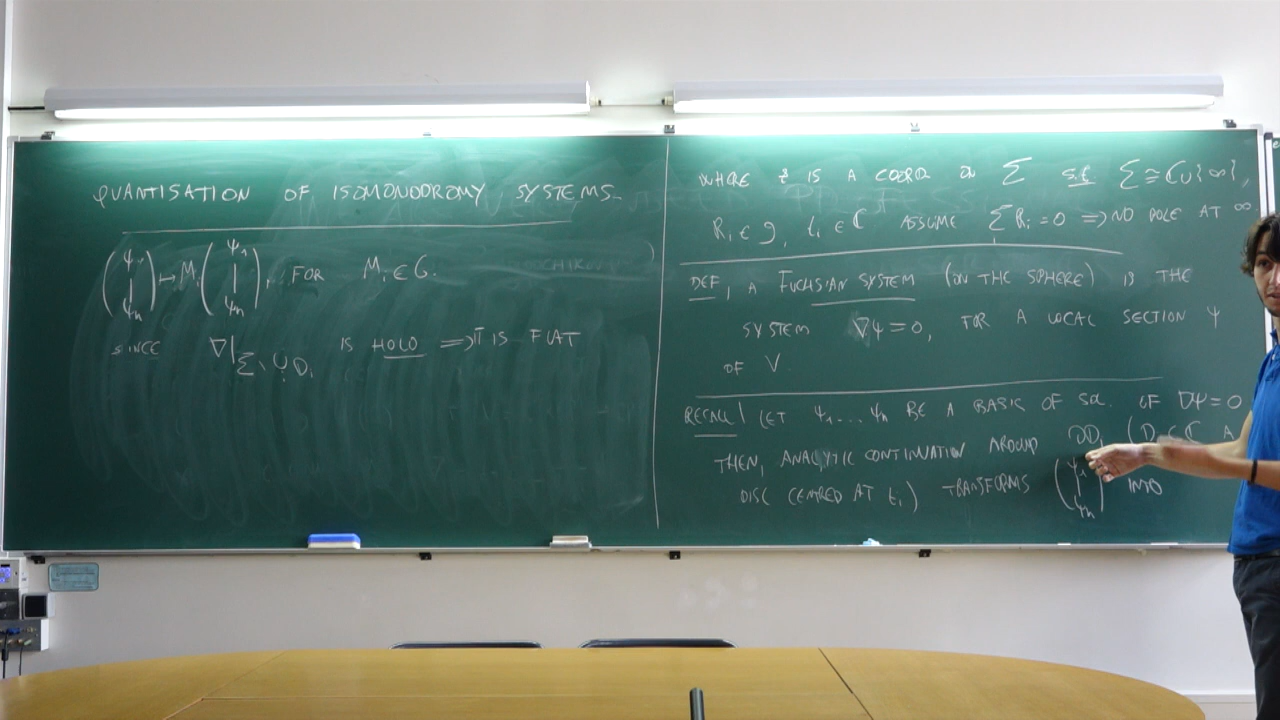 QUANTISATION OF ISOMONODROMY SYSTEMS
(ψ₁ | ψₙ) ↦ Mᵢ (ψ₁ | ψₙ), FOR Mᵢ ∈ G.
SINCE ∇|_{Σ \ ∪ᵢ Dᵢ} IS HOLO ⟹ IT IS FLAT
WHERE z IS A COORD ON Σ s.t. Σ ≅ C ∪ {∞},
Rᵢ ∈ g, tᵢ ∈ ℂ ASSUME Σᵢ Rᵢ = 0 ⟹ NO POLE AT ∞
DEF, A FUCHSIAN SYSTEM (ON THE SPHERE) IS THE
SYSTEM ∇ψ = 0, FOR A LOCAL SECTION ψ
OF V.
RECALL LET ψ₁ ... ψₙ BE A BASIS OF SOL. OF ∇ψ = 0
THEN, ANALYTIC CONTINUATION AROUND ∂Dᵢ (Dᵢ ⊂ ℂ A
DISC CENTRED AT tᵢ) TRANSFORMS (ψ₁ | ψₙ) INTO